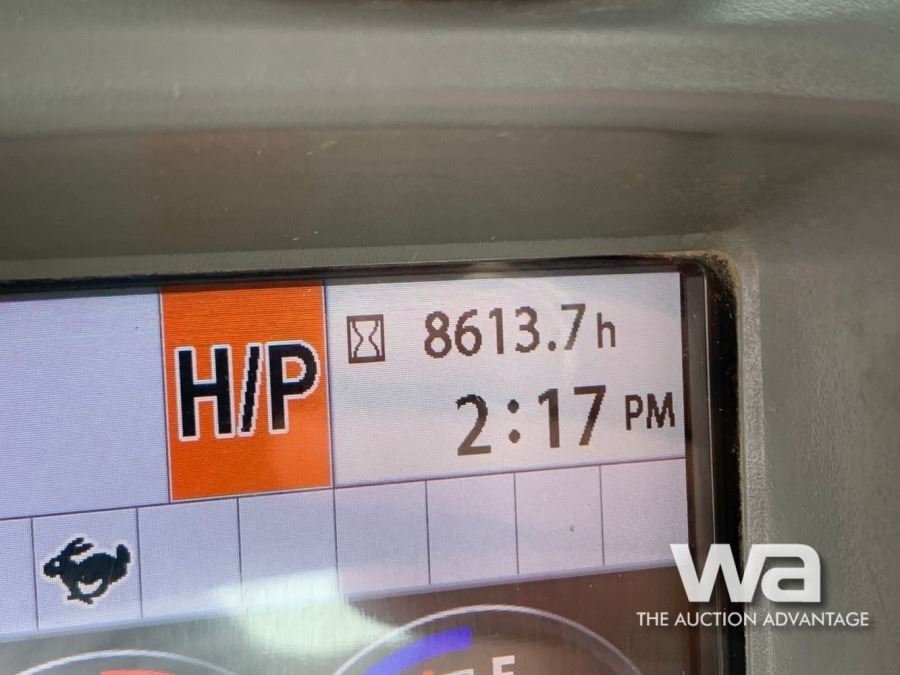 H/P
8613.7 h
2:17 PM
wa
THE AUCTION ADVANTAGE